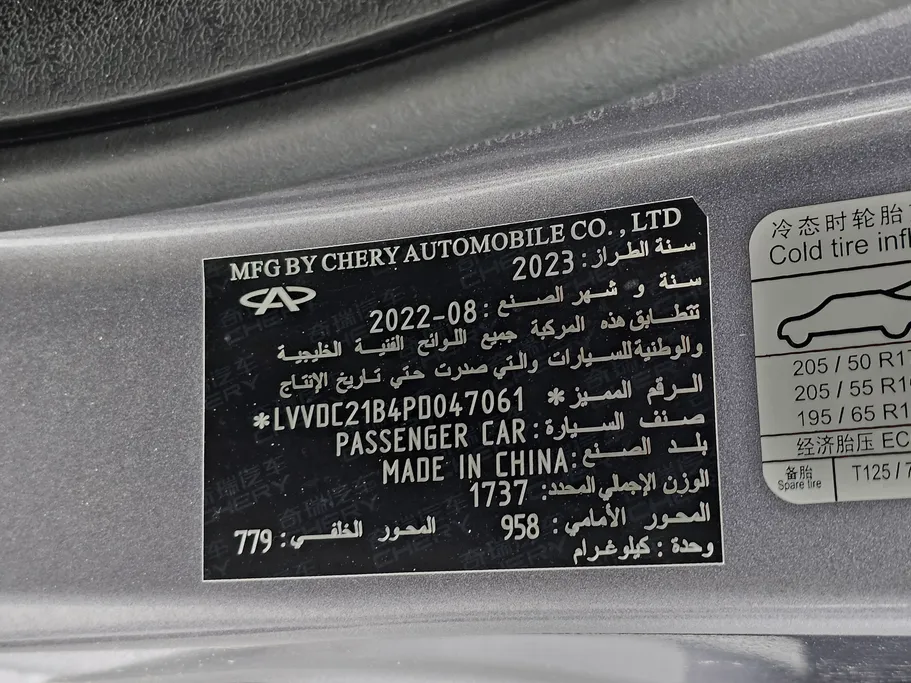 MFG BY CHERY AUTOMOBILE CO. , LTD
سنة الطراز : 2023
سنة و شهر الصنع : 2022-08
تتطابق هذه المركبة جميع اللوائح الفنية الخليجية
والوطنية للسيارات والتي صدرت حتي تاريخ الإنتاج
الرقم المميز * LVVDC21B4PD047061*
صنف السيارة : PASSENGER CAR
بلد الصنع : MADE IN CHINA
الوزن الإجمالي المحدد: 1737
المحور الأمامي : 958 المحور الخلفي : 779
وحدة : كيلوغرام
冷态时轮胎
Cold tire infl
205 / 50 R17
205 / 55 R16
195 / 65 R1
经济胎压 EC
备胎
Spare tire
T125 / 7